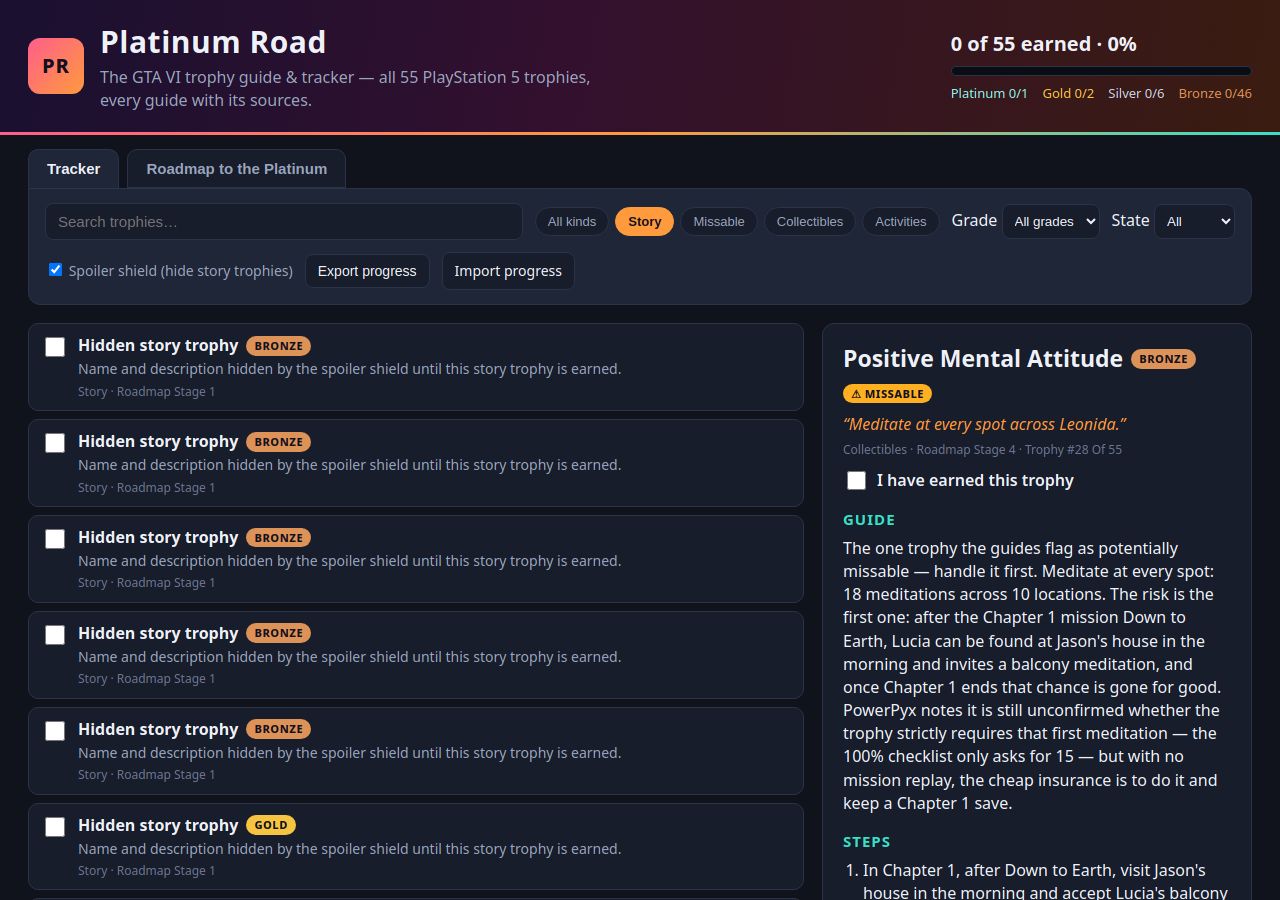 PR
Platinum Road
The GTA VI trophy guide & tracker — all 55 PlayStation 5 trophies,
every guide with its sources.
0 of 55 earned · 0%
Platinum 0/1 Gold 0/2 Silver 0/6 Bronze 0/46
Tracker
Roadmap to the Platinum
Search trophies…
All kinds Story Missable Collectibles Activities Grade All grades State All
Spoiler shield (hide story trophies) Export progress Import progress
Hidden story trophy BRONZE
Name and description hidden by the spoiler shield until this story trophy is earned.
Story · Roadmap Stage 1
Hidden story trophy BRONZE
Name and description hidden by the spoiler shield until this story trophy is earned.
Story · Roadmap Stage 1
Hidden story trophy BRONZE
Name and description hidden by the spoiler shield until this story trophy is earned.
Story · Roadmap Stage 1
Hidden story trophy BRONZE
Name and description hidden by the spoiler shield until this story trophy is earned.
Story · Roadmap Stage 1
Hidden story trophy BRONZE
Name and description hidden by the spoiler shield until this story trophy is earned.
Story · Roadmap Stage 1
Hidden story trophy GOLD
Name and description hidden by the spoiler shield until this story trophy is earned.
Story · Roadmap Stage 1
Positive Mental Attitude BRONZE
⚠ MISSABLE
“Meditate at every spot across Leonida.”
Collectibles · Roadmap Stage 4 · Trophy #28 Of 55
I have earned this trophy
GUIDE
The one trophy the guides flag as potentially
missable — handle it first. Meditate at every spot:
18 meditations across 10 locations. The risk is the
first one: after the Chapter 1 mission Down to
Earth, Lucia can be found at Jason's house in the
morning and invites a balcony meditation, and
once Chapter 1 ends that chance is gone for good.
PowerPyx notes it is still unconfirmed whether the
trophy strictly requires that first meditation — the
100% checklist only asks for 15 — but with no
mission replay, the cheap insurance is to do it and
keep a Chapter 1 save.
STEPS
1. In Chapter 1, after Down to Earth, visit Jason's
house in the morning and accept Lucia's balcony